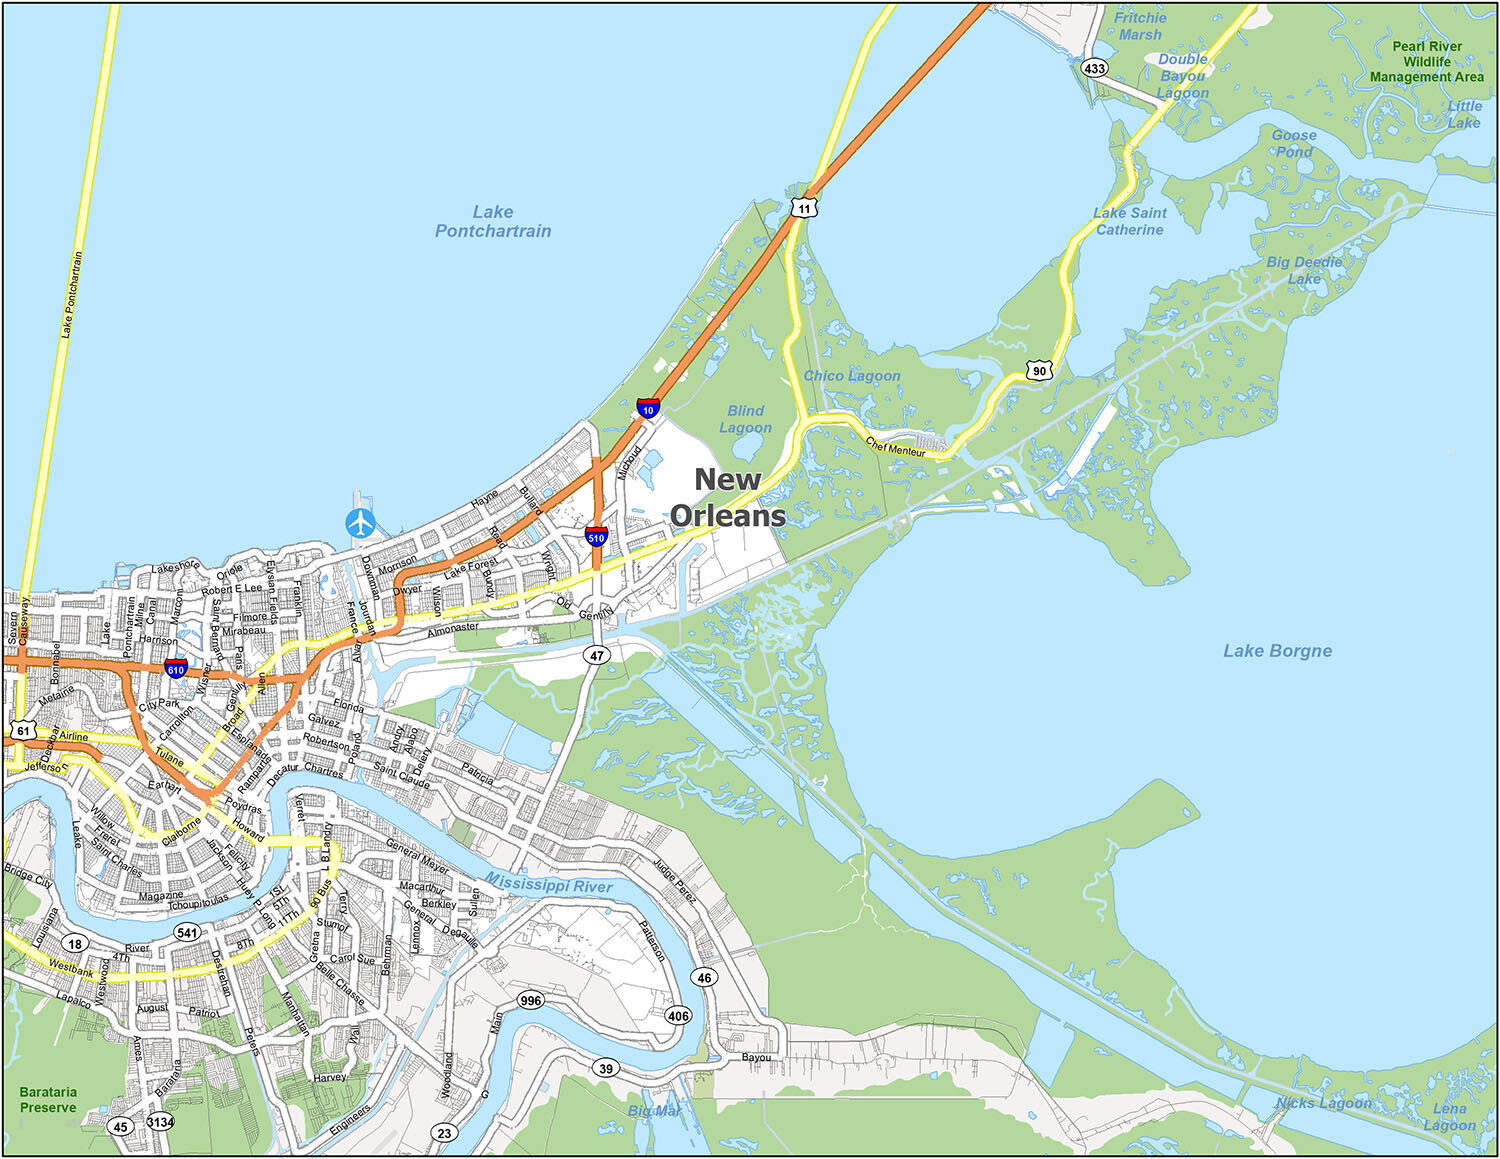 Fritchie
Marsh
Pearl River
Wildlife
Management Area
433
Double
Bayou
Lagoon
Little
Lake
Goose
Pond
Lake
Pontchartrain
11
Lake Saint
Catherine
Big Deedie
Lake
Lake Pontchartrain
90
Chico Lagoon
10
Blind
Lagoon
Chef Menteur
Michoud
New
Orleans
Hayne
Bullard
510
Read
Morrison
Lake Forest
Wright
Bundy
Downman
Dwyer
Wilson
Old Gentilly
Almonaster
Jourdan
France
Alva
Lakeshore
Oriole
Robert E Lee
Elysian Fields
Franklin
Marconi
Canal
Milne
Pontchartrain
Lake
Severn
Causeway
Bonnabel
Saint Bernard
Filmore
Mirabeau
Harrison
Paris
Wisner
610
47
Lake Borgne
Metairie
City Park
Carrollton
Gentilly
Allen
Broad
Esplanade
Rampart
61
Airline
Deckbar
Jefferson
Tulane
Earhart
Florida
Galvez
Robertson
Poland
Andry
Alabo
Delery
Patricia
Decatur
Chartres
Saint Claude
Poydras
Howard
Verret
Claiborne
Willow
Freret
Leake
Saint Charles
Jackson
Felicity
L B Landry
General Meyer
Judge Perez
Bridge City
Magazine
Tchoupitoulas
Huey P Long
1St
5Th
11Th
90 Bus
Terry
Macarthur
Berkley
Sullen
Mississippi River
General Degaulle
Louisiana
18
541
River
4Th
8Th
Stumpf
Gretna
Lennox
Behrman
Patterson
Westbank
Westwood
Destrehan
Carol Sue
Belle Chasse
46
Lapalco
August
Patriot
Manhattan
Wall
996
Main
406
Ames
Peters
Bayou
39
Barataria
Harvey
Woodland
G
Barataria
Preserve
45
3134
Engineers
23
Big Mar
Nicks Lagoon
Lena
Lagoon